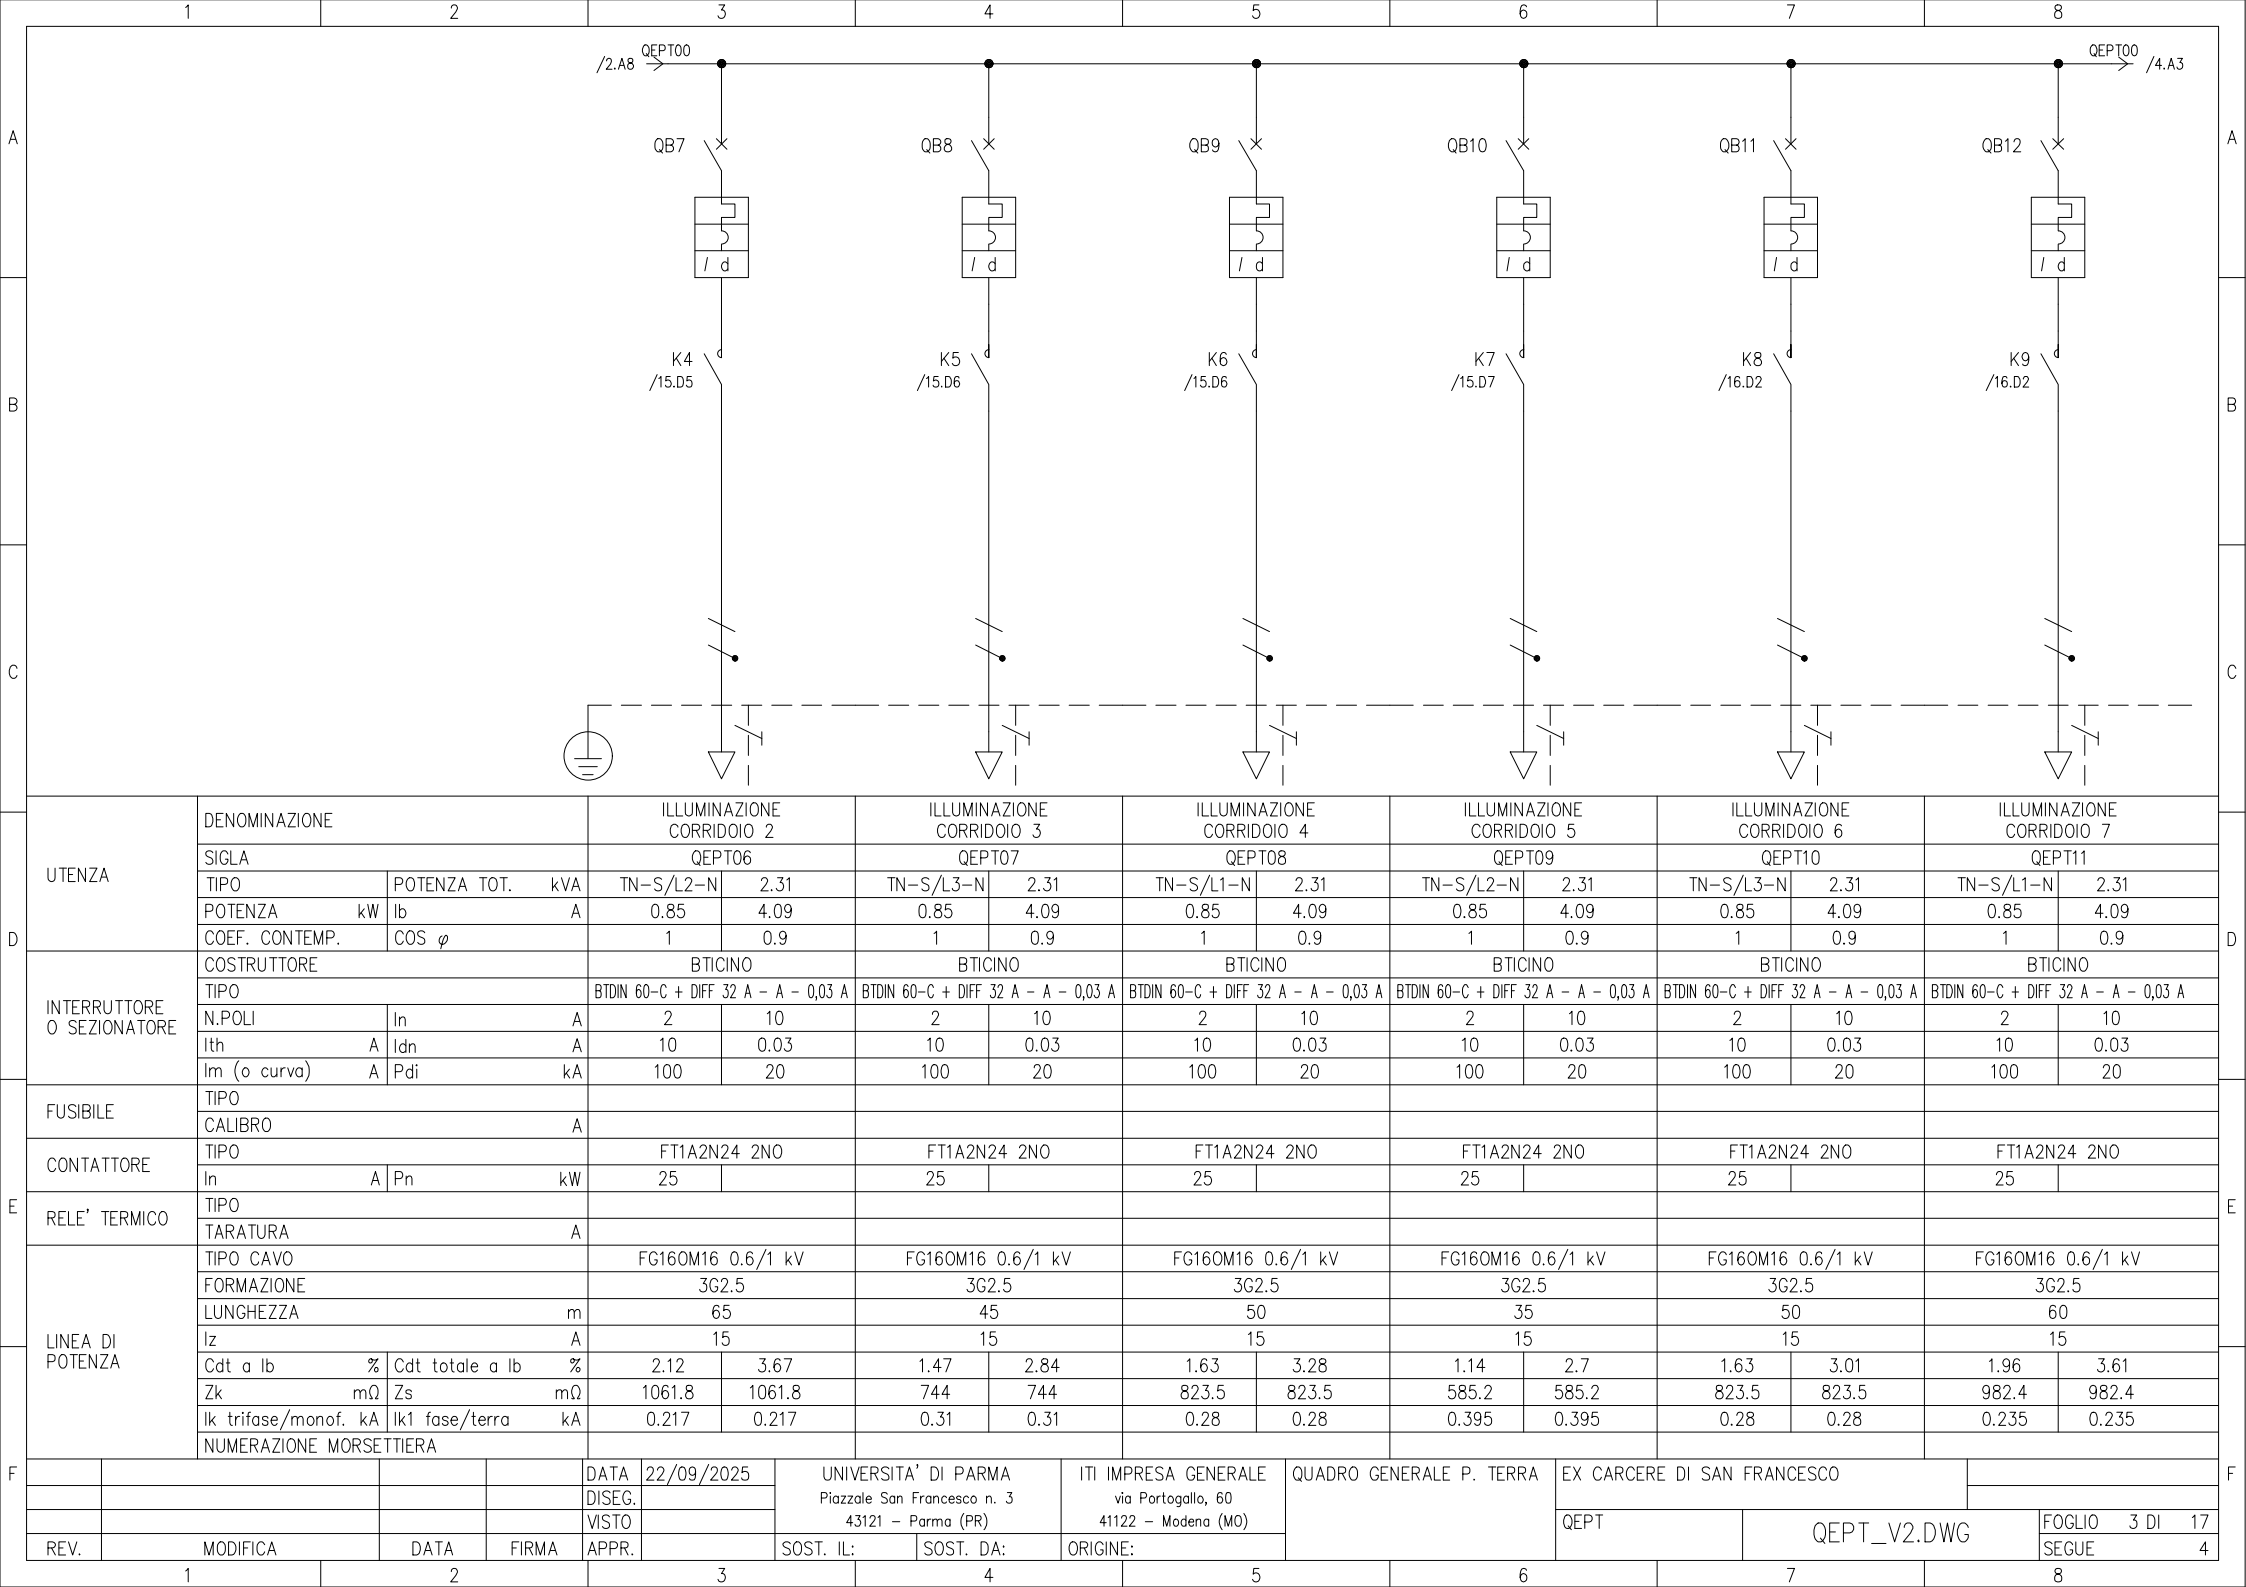 1 2 3 4 5 6 7 8
QEPT00 QEPT00
/2.A8 /4.A3
A A
QB7 QB8 QB9 QB10 QB11 QB12
I d I d I d I d I d I d
K4 K5 K6 K7 K8 K9
/15.D5 /15.D6 /15.D6 /15.D7 /16.D2 /16.D2
B B
C C
UTENZA
DENOMINAZIONE ILLUMINAZIONE CORRIDOIO 2 ILLUMINAZIONE CORRIDOIO 3 ILLUMINAZIONE CORRIDOIO 4 ILLUMINAZIONE CORRIDOIO 5 ILLUMINAZIONE CORRIDOIO 6 ILLUMINAZIONE CORRIDOIO 7
SIGLA QEPT06 QEPT07 QEPT08 QEPT09 QEPT10 QEPT11
TIPO POTENZA TOT. kVA TN-S/L2-N 2.31 TN-S/L3-N 2.31 TN-S/L1-N 2.31 TN-S/L2-N 2.31 TN-S/L3-N 2.31 TN-S/L1-N 2.31
POTENZA kW Ib A 0.85 4.09 0.85 4.09 0.85 4.09 0.85 4.09 0.85 4.09 0.85 4.09
D COEF. CONTEMP. COS φ 1 0.9 1 0.9 1 0.9 1 0.9 1 0.9 1 0.9 D
INTERRUTTORE
O SEZIONATORE
COSTRUTTORE BTICINO BTICINO BTICINO BTICINO BTICINO BTICINO
TIPO BTDIN 60-C + DIFF 32 A - A - 0,03 A BTDIN 60-C + DIFF 32 A - A - 0,03 A BTDIN 60-C + DIFF 32 A - A - 0,03 A BTDIN 60-C + DIFF 32 A - A - 0,03 A BTDIN 60-C + DIFF 32 A - A - 0,03 A BTDIN 60-C + DIFF 32 A - A - 0,03 A
N.POLI In A 2 10 2 10 2 10 2 10 2 10 2 10
Ith A Idn A 10 0.03 10 0.03 10 0.03 10 0.03 10 0.03 10 0.03
Im (o curva) A Pdi kA 100 20 100 20 100 20 100 20 100 20 100 20
FUSIBILE
TIPO
CALIBRO A
CONTATTORE
TIPO FT1A2N24 2NO FT1A2N24 2NO FT1A2N24 2NO FT1A2N24 2NO FT1A2N24 2NO FT1A2N24 2NO
In A Pn kW 25 25 25 25 25 25
E E
RELE' TERMICO
TIPO
TARATURA A
LINEA DI
POTENZA
TIPO CAVO FG16OM16 0.6/1 kV FG16OM16 0.6/1 kV FG16OM16 0.6/1 kV FG16OM16 0.6/1 kV FG16OM16 0.6/1 kV FG16OM16 0.6/1 kV
FORMAZIONE 3G2.5 3G2.5 3G2.5 3G2.5 3G2.5 3G2.5
LUNGHEZZA m 65 45 50 35 50 60
Iz A 15 15 15 15 15 15
Cdt a Ib % Cdt totale a Ib % 2.12 3.67 1.47 2.84 1.63 3.28 1.14 2.7 1.63 3.01 1.96 3.61
Zk mΩ Zs mΩ 1061.8 1061.8 744 744 823.5 823.5 585.2 585.2 823.5 823.5 982.4 982.4
Ik trifase/monof. kA Ik1 fase/terra kA 0.217 0.217 0.31 0.31 0.28 0.28 0.395 0.395 0.28 0.28 0.235 0.235
NUMERAZIONE MORSETTIERA
F F
DATA 22/09/2025 UNIVERSITA' DI PARMA ITI IMPRESA GENERALE QUADRO GENERALE P. TERRA EX CARCERE DI SAN FRANCESCO
DISEG. Piazzale San Francesco n. 3 via Portogallo, 60
VISTO 43121 - Parma (PR) 41122 - Modena (MO) QEPT QEPT_V2.DWG FOGLIO 3 DI 17
REV. MODIFICA DATA FIRMA APPR. SOST. IL: SOST. DA: ORIGINE: SEGUE 4
1 2 3 4 5 6 7 8